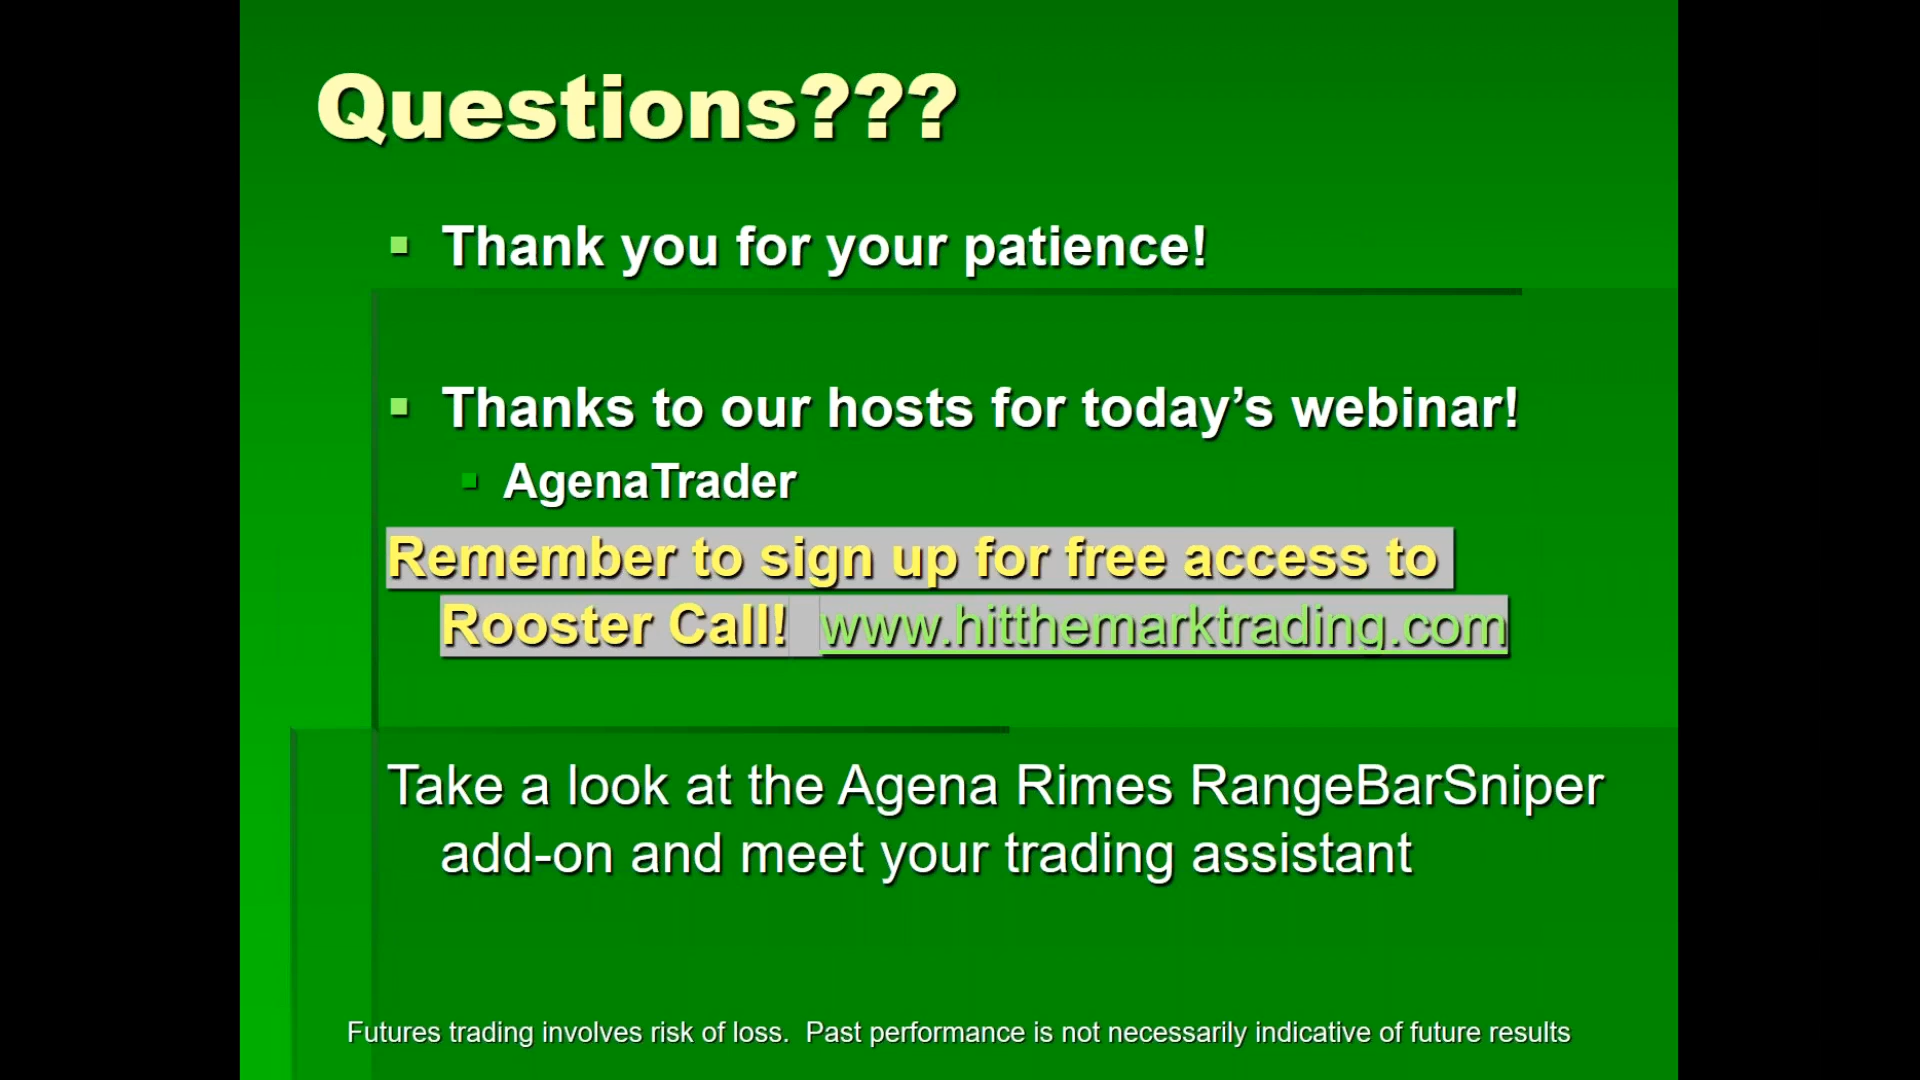 Questions???
Thank you for your patience!
Thanks to our hosts for today’s webinar!
AgenaTrader
Remember to sign up for free access to
Rooster Call!  www.hitthemarktrading.com
Take a look at the Agena Rimes RangeBarSniper
add-on and meet your trading assistant
Futures trading involves risk of loss.  Past performance is not necessarily indicative of future results